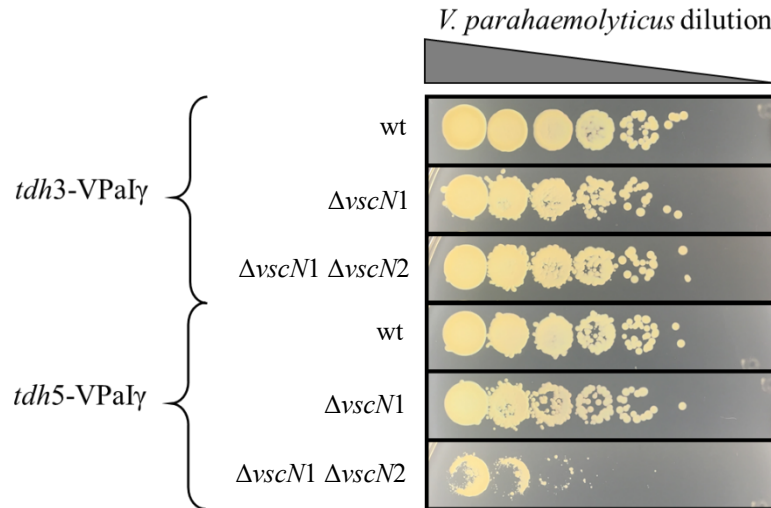 V. parahaemolyticus dilution
tdh3-VPaIγ
wt
ΔvscN1
ΔvscN1 ΔvscN2
tdh5-VPaIγ
wt
ΔvscN1
ΔvscN1 ΔvscN2